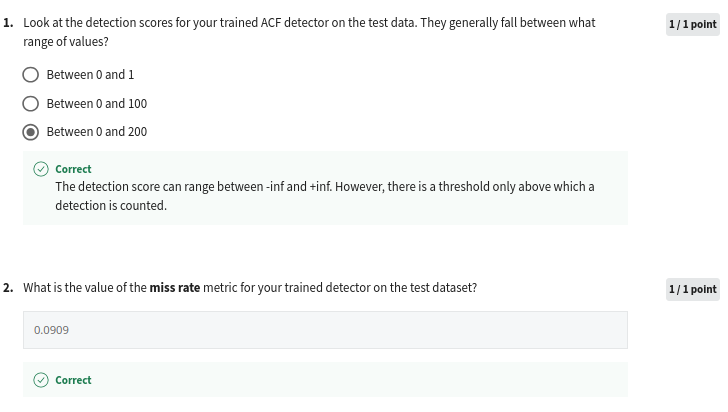 1. Look at the detection scores for your trained ACF detector on the test data. They generally fall between what
1 / 1 point
range of values?
Between 0 and 1
Between 0 and 100
Between 0 and 200
Correct
The detection score can range between -inf and +inf. However, there is a threshold only above which a
detection is counted.
2. What is the value of the miss rate metric for your trained detector on the test dataset?
1 / 1 point
0.0909
Correct